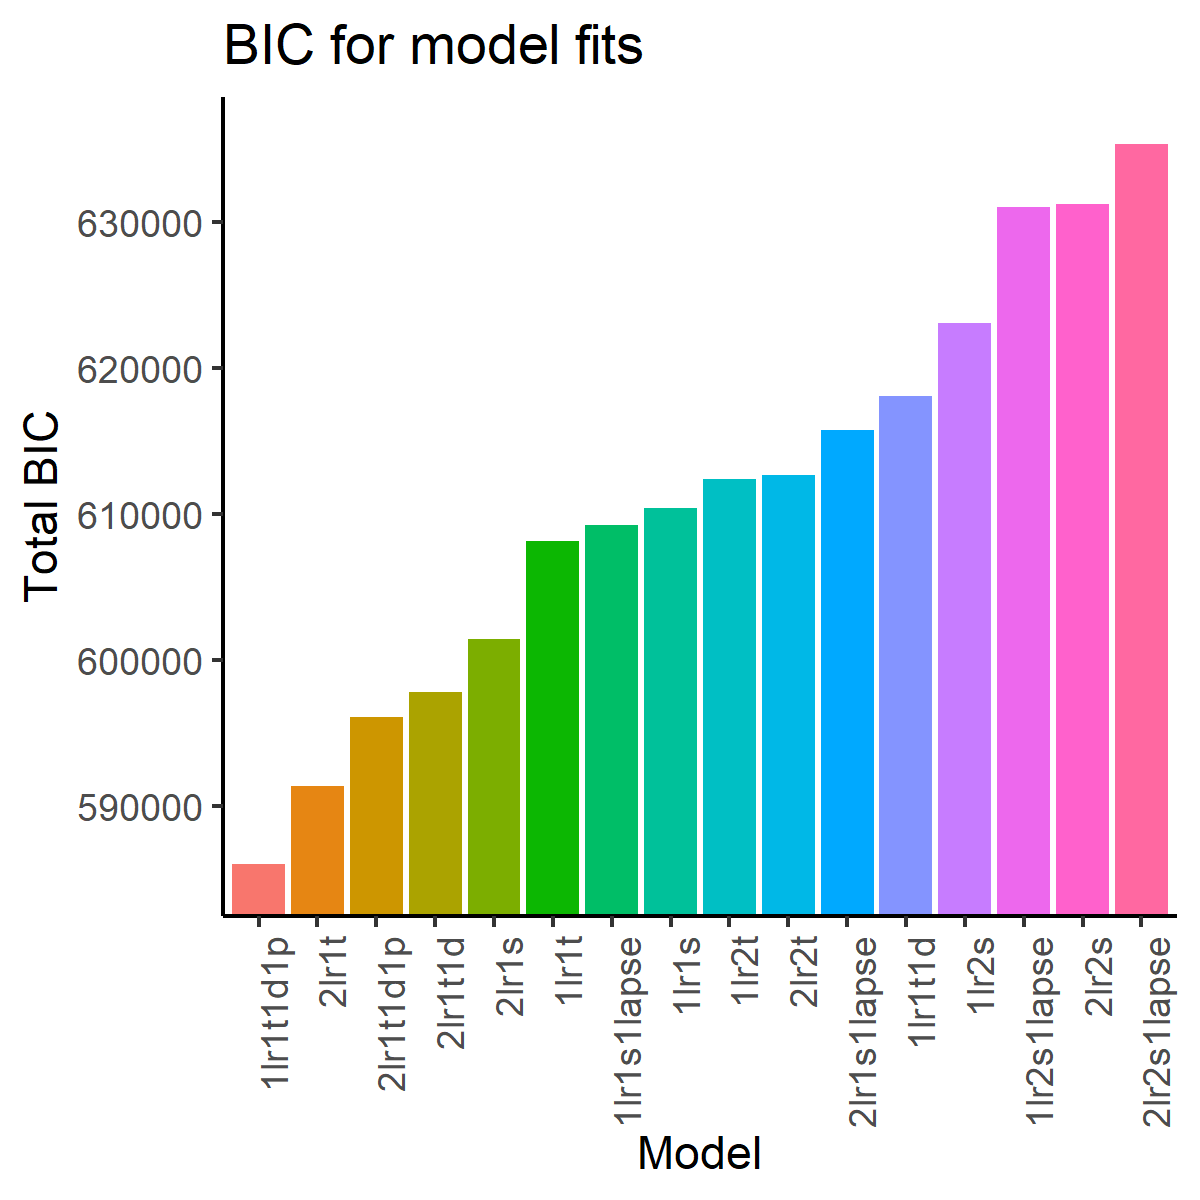 BIC for model fits
Total BIC
630000
620000
610000
600000
590000
1lr1t1d1p
2lr1t
2lr1t1d1p
2lr1t1d
2lr1s
1lr1t
1lr1s1lapse
1lr1s
1lr2t
2lr2t
2lr1s1lapse
1lr1t1d
1lr2s
1lr2s1lapse
2lr2s
2lr2s1lapse
Model